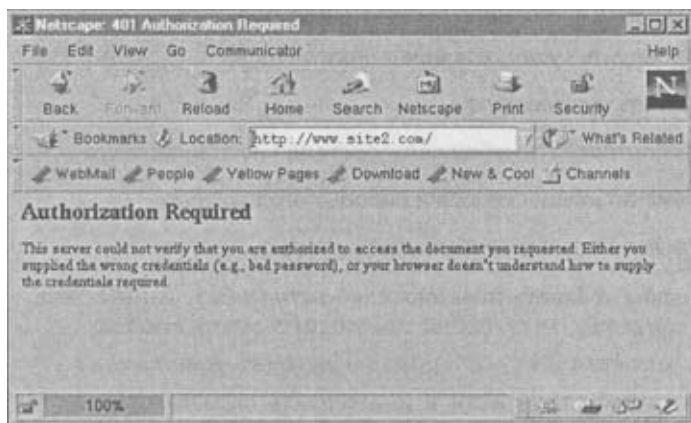 Netscape: 401 Authorization Required
File Edit View Go Communicator Help
Back Forward Reload Home Search Netscape Print Security N
Bookmarks Location: http://www.site2.com/ What's Related
WebMail People Yellow Pages Download New & Cool Channels
Authorization Required
This server could not verify that you are authorized to access the document you requested. Either you
supplied the wrong credentials (e.g., bad password), or your browser doesn't understand how to supply
the credentials required.
100%